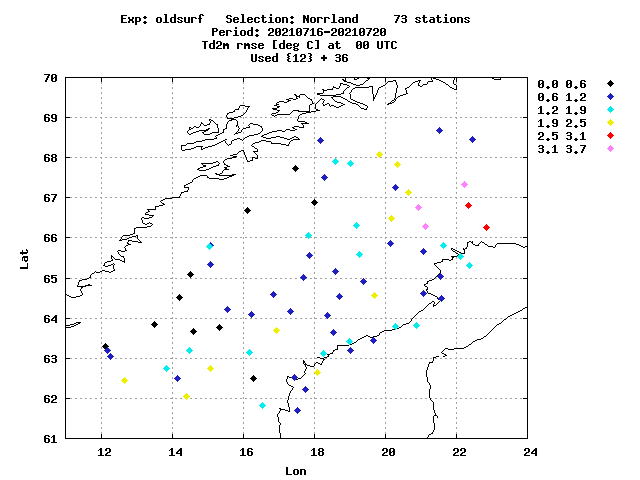 Exp: oldsurf   Selection: Norrland     73 stations
Period: 20210716-20210720
Td2m rmse [deg C] at  00 UTC
Used {12} + 36
0.0 0.6
0.6 1.2
1.2 1.9
1.9 2.5
2.5 3.1
3.1 3.7
70
69
68
67
66
65
64
63
62
61
Lat
12 14 16 18 20 22 24
Lon